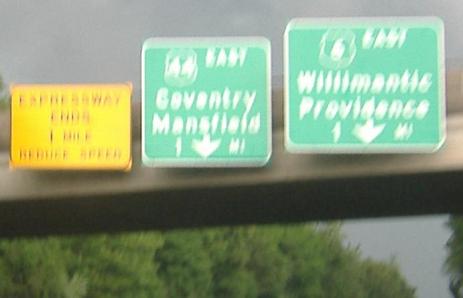 EXPRESSWAY
ENDS
1 MILE
REDUCE SPEED
44 EAST
Coventry
Mansfield
1 MI
6 EAST
Willimantic
Providence
1 MI